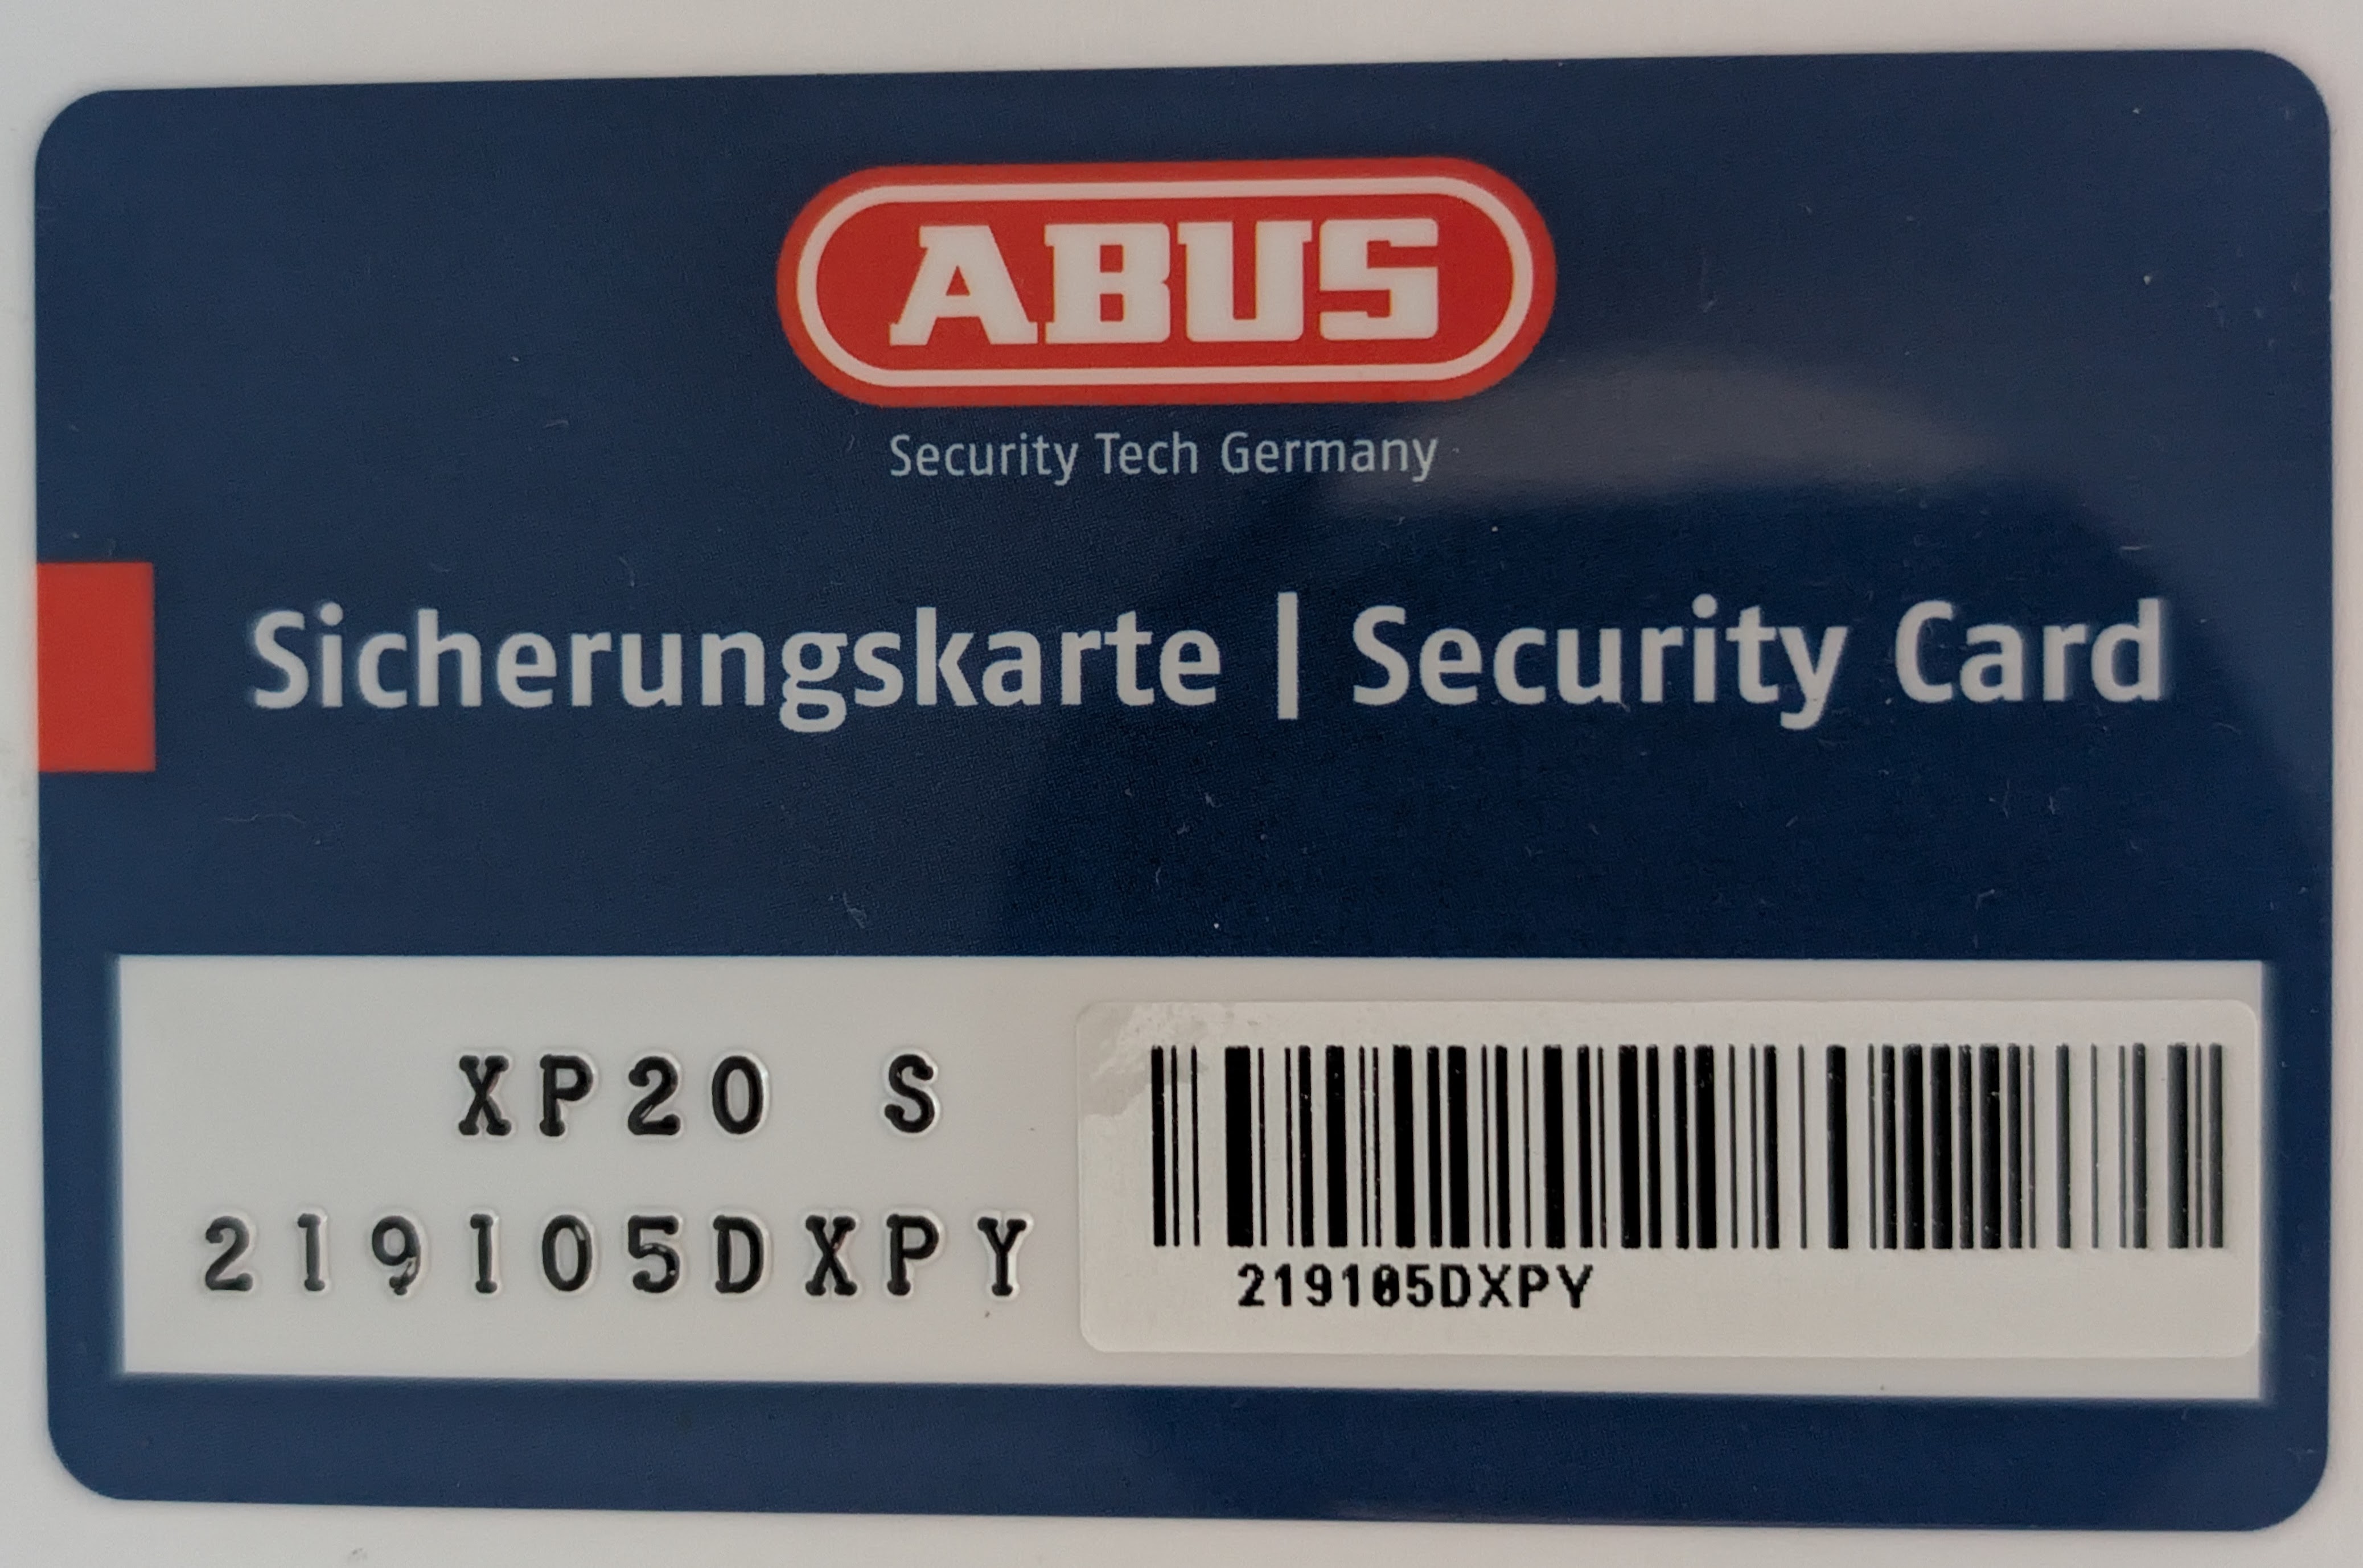 ABUS
Security Tech Germany
Sicherungskarte | Security Card
XP20 S
219105DXPY
219105DXPY